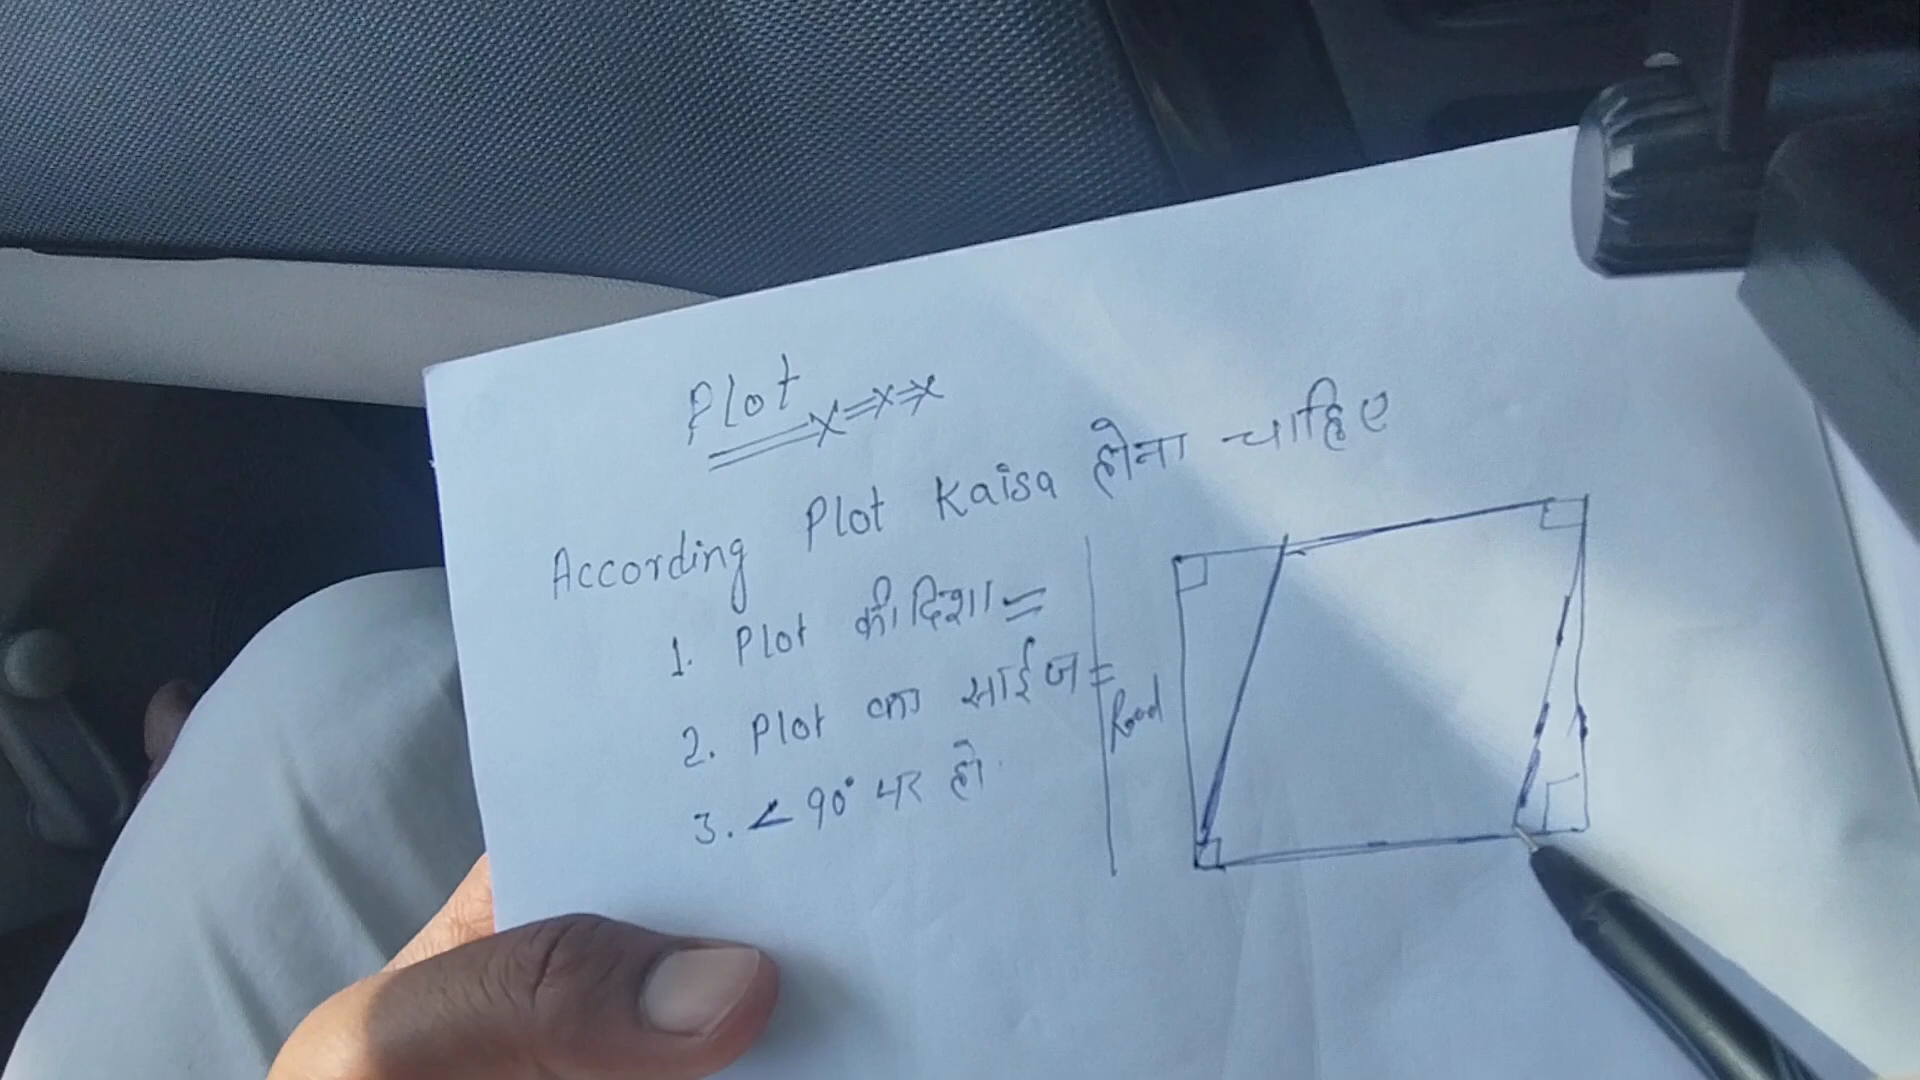 Plot
According Plot Kaisa होना चाहिए
1. Plot की दिशा =
2. Plot का साईज =
3. ∠ 90° पर हो.
Road